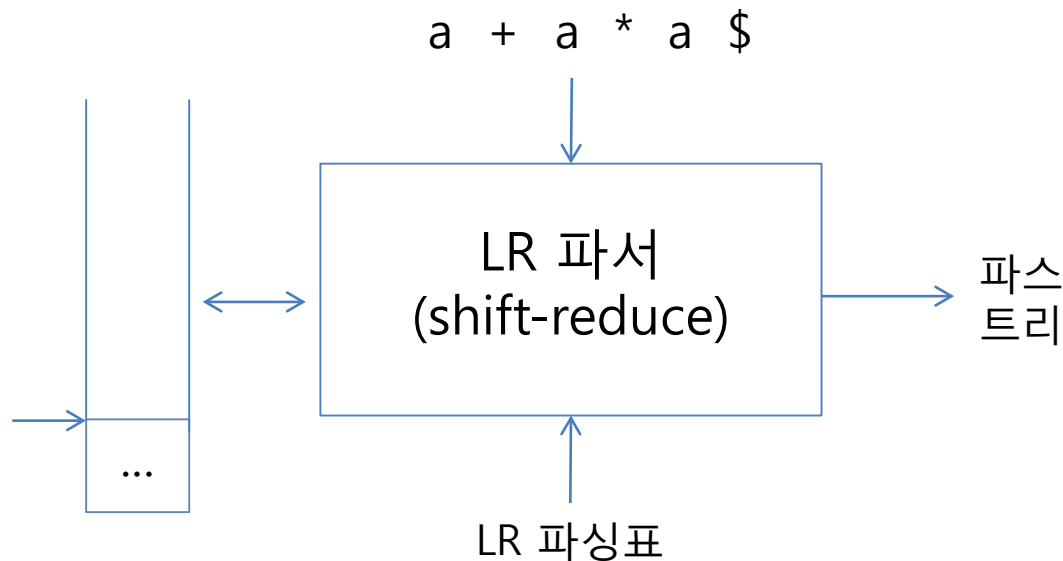 a + a * a $
LR 파서
(shift-reduce)
파스
트리
...
LR 파싱표